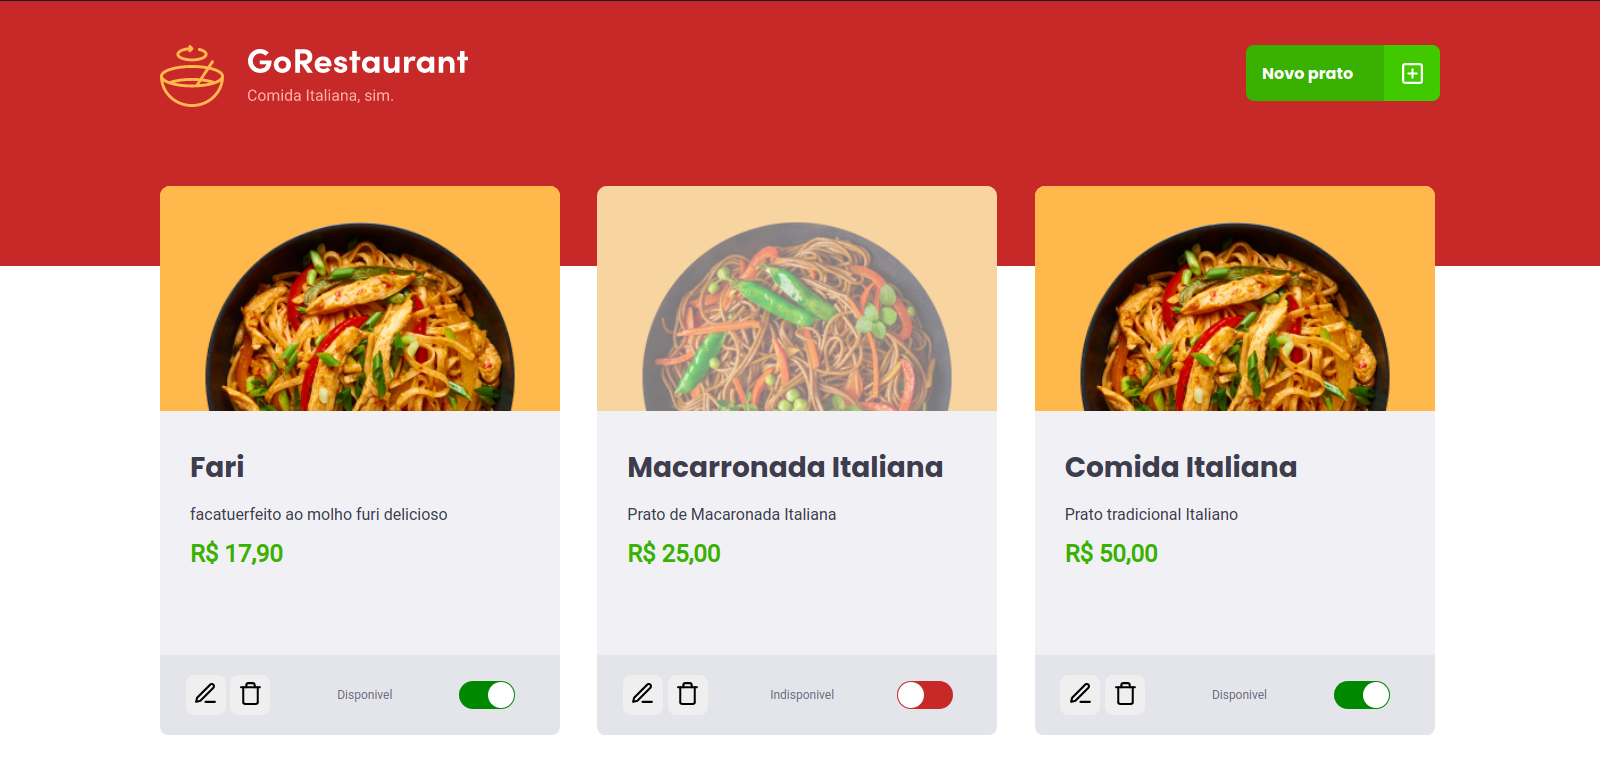 GoRestaurant
Comida Italiana, sim.
Novo prato
Fari
facatuerfeito ao molho furi delicioso
R$ 17,90
Disponivel
Macarronada Italiana
Prato de Macaronada Italiana
R$ 25,00
Indisponivel
Comida Italiana
Prato tradicional Italiano
R$ 50,00
Disponivel